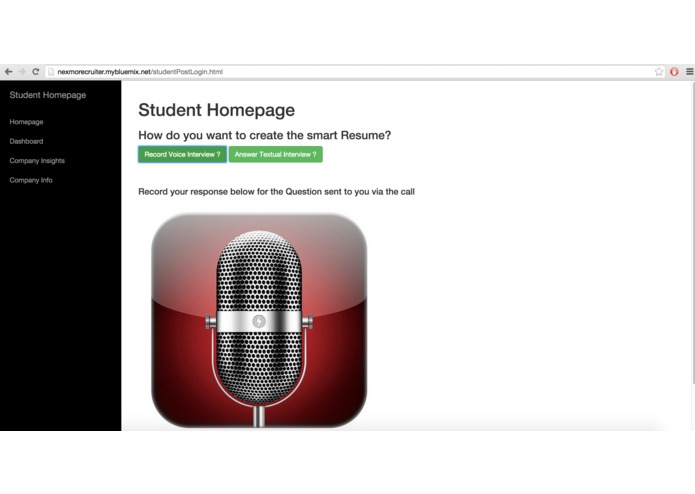 nexmorecruiter.mybluemix.net/studentPostLogin.html
Student Homepage
Homepage
Dashboard
Company Insights
Company Info
Student Homepage
How do you want to create the smart Resume?
Record Voice Interview ? Answer Textual Interview ?
Record your response below for the Question sent to you via the call